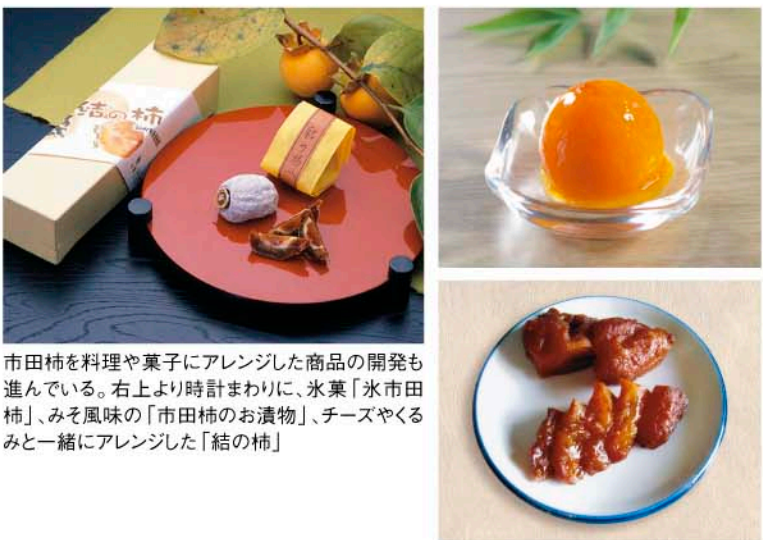 結の柿
市田柿を料理や菓子にアレンジした商品の開発も
進んでいる。右上より時計まわりに、氷菓「氷市田
柿」、みそ風味の「市田柿のお漬物」、チーズやくる
みと一緒にアレンジした「結の柿」